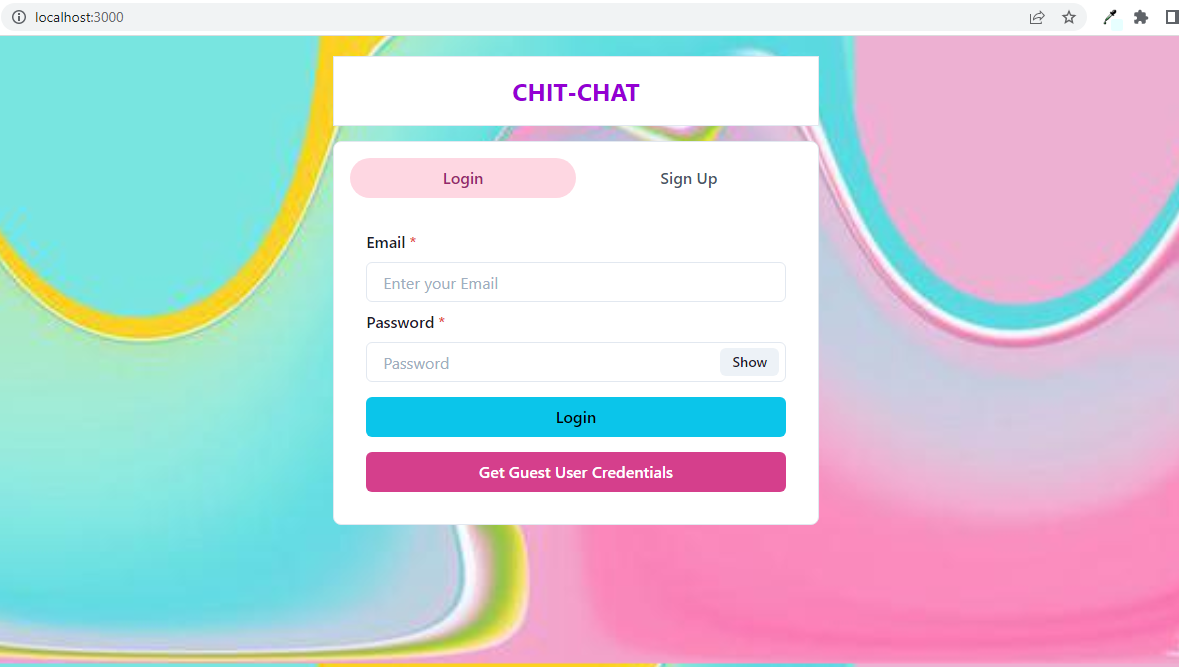 localhost:3000
CHIT-CHAT
Login
Sign Up
Email *
Enter your Email
Password *
Password
Show
Login
Get Guest User Credentials